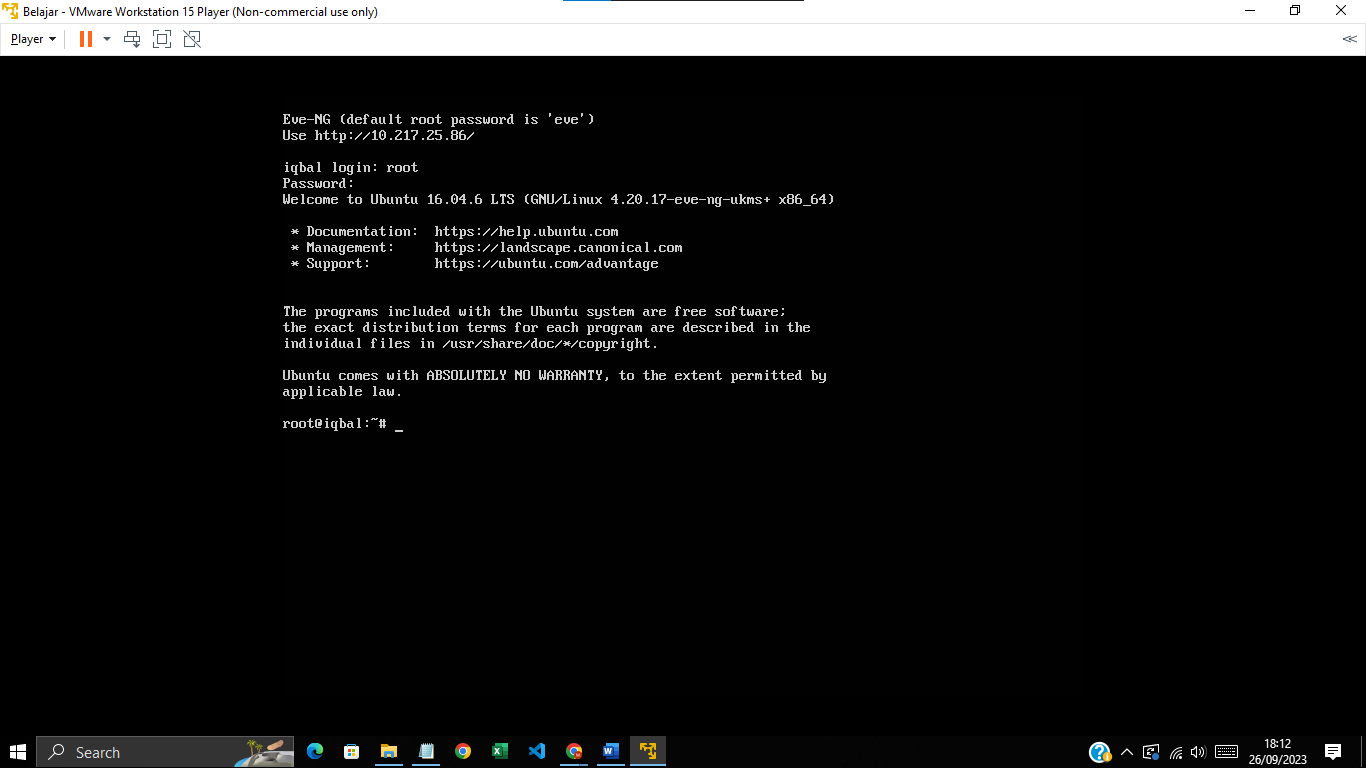 Belajar - VMware Workstation 15 Player (Non-commercial use only)
Player
Eve-NG (default root password is 'eve')
Use http://10.217.25.86/
iqbal login: root
Password:
Welcome to Ubuntu 16.04.6 LTS (GNU/Linux 4.20.17-eve-ng-ukms+ x86_64)
* Documentation:  https://help.ubuntu.com
* Management:     https://landscape.canonical.com
* Support:        https://ubuntu.com/advantage
The programs included with the Ubuntu system are free software;
the exact distribution terms for each program are described in the
individual files in /usr/share/doc/*/copyright.
Ubuntu comes with ABSOLUTELY NO WARRANTY, to the extent permitted by
applicable law.
root@iqbal:~# _
Search
18:12
26/09/2023